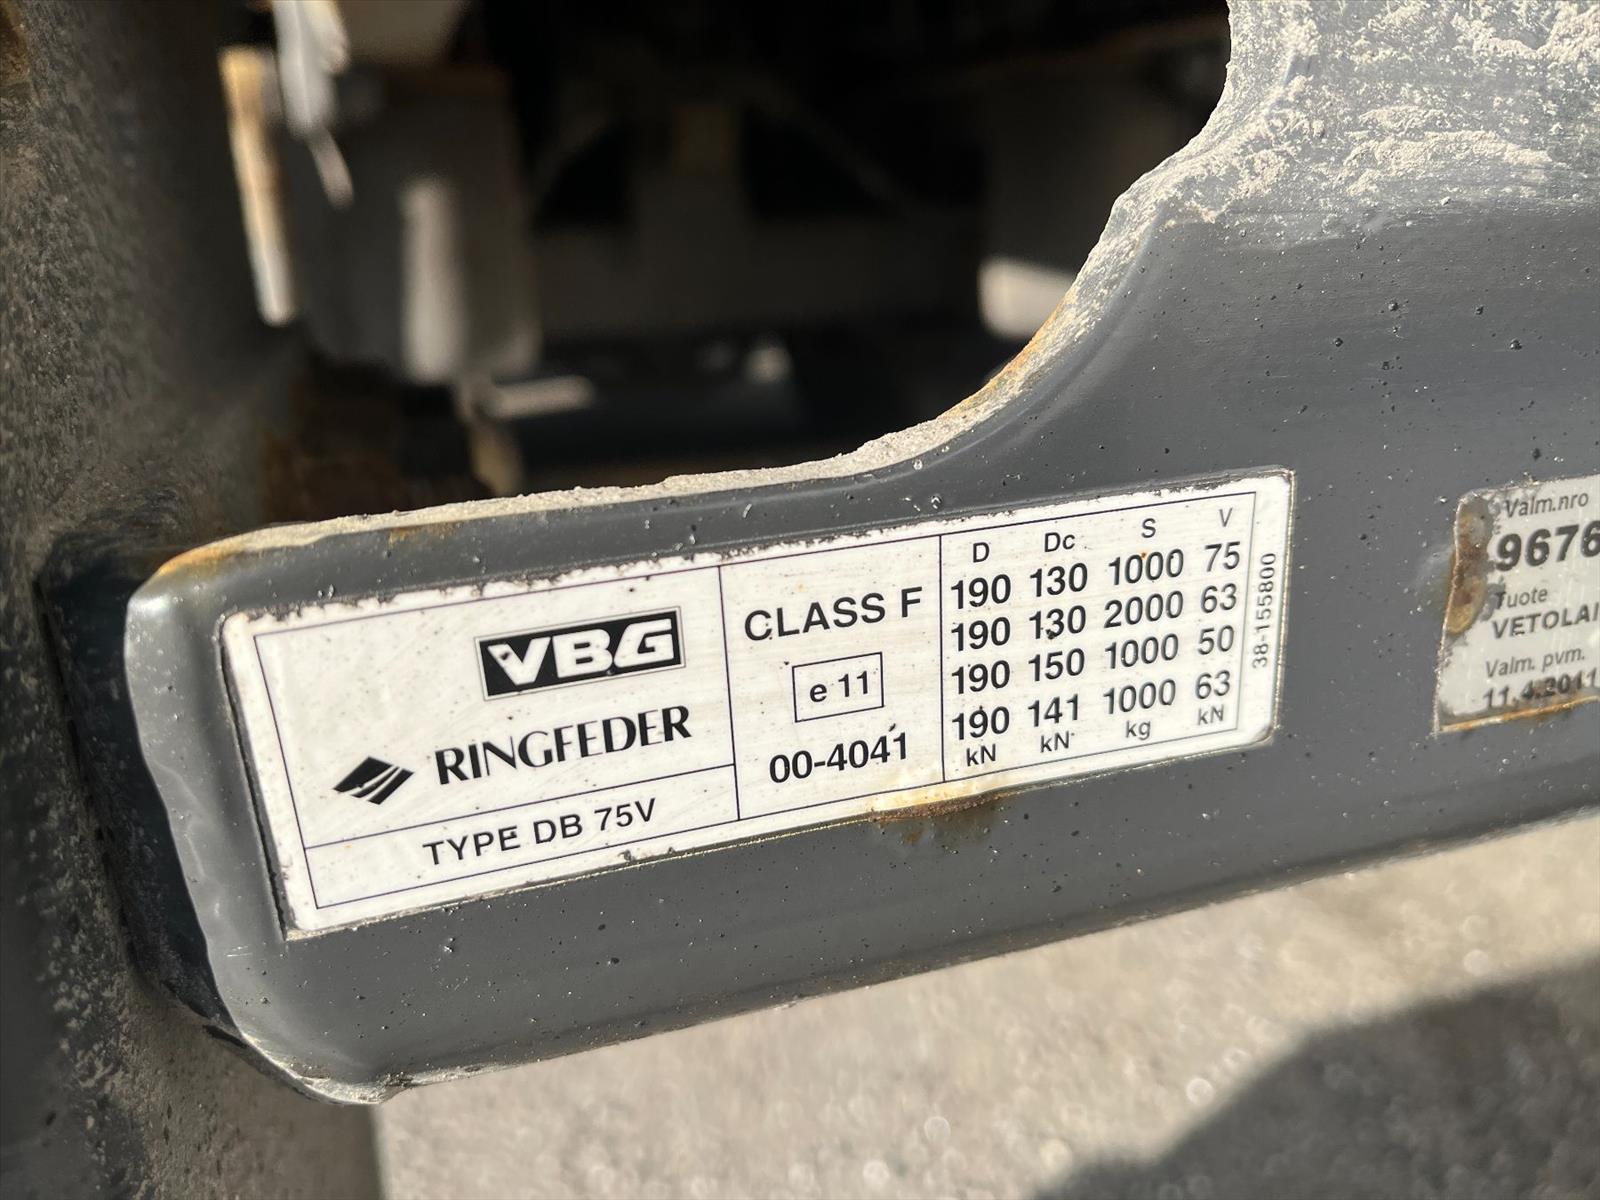 VBG
RINGFEDER
TYPE DB 75V
CLASS F
e 11
00-4041
D Dc S V
190 130 1000 75
190 130 2000 63
190 150 1000 50
190 141 1000 63
kN kN kg kN
38-155800
Valm.nro
9676
Tuote
VETOLAI
Valm. pvm.
11.4.2011